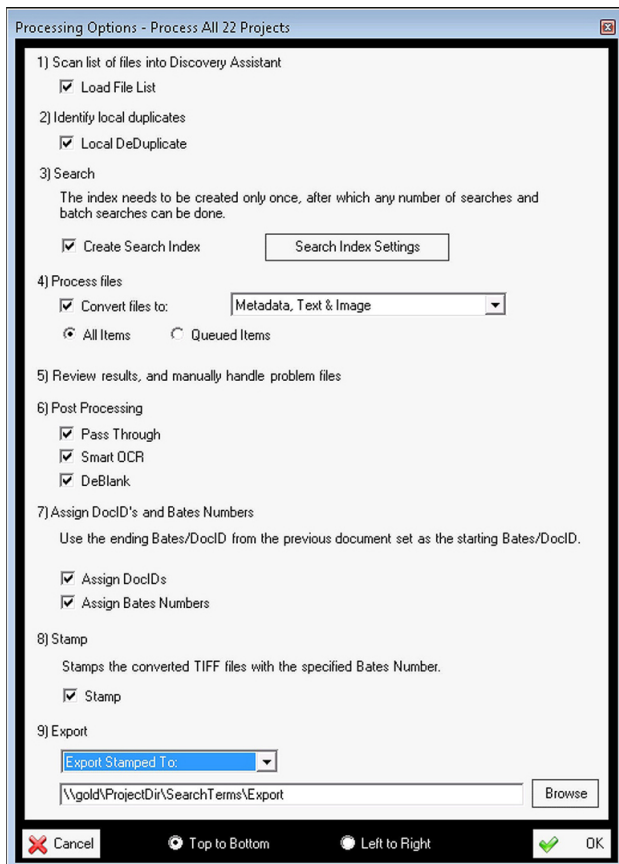 Processing Options - Process All 22 Projects
1) Scan list of files into Discovery Assistant
Load File List
2) Identify local duplicates
Local DeDuplicate
3) Search
The index needs to be created only once, after which any number of searches and
batch searches can be done.
Create Search Index Search Index Settings
4) Process files
Convert files to: Metadata, Text & Image
All Items Queued Items
5) Review results, and manually handle problem files
6) Post Processing
Pass Through
Smart OCR
DeBlank
7) Assign DocID's and Bates Numbers
Use the ending Bates/DocID from the previous document set as the starting Bates/DocID.
Assign DocIDs
Assign Bates Numbers
8) Stamp
Stamps the converted TIFF files with the specified Bates Number.
Stamp
9) Export
Export Stamped To:
\\gold\ProjectDir\SearchTerms\Export Browse
Cancel Top to Bottom Left to Right OK